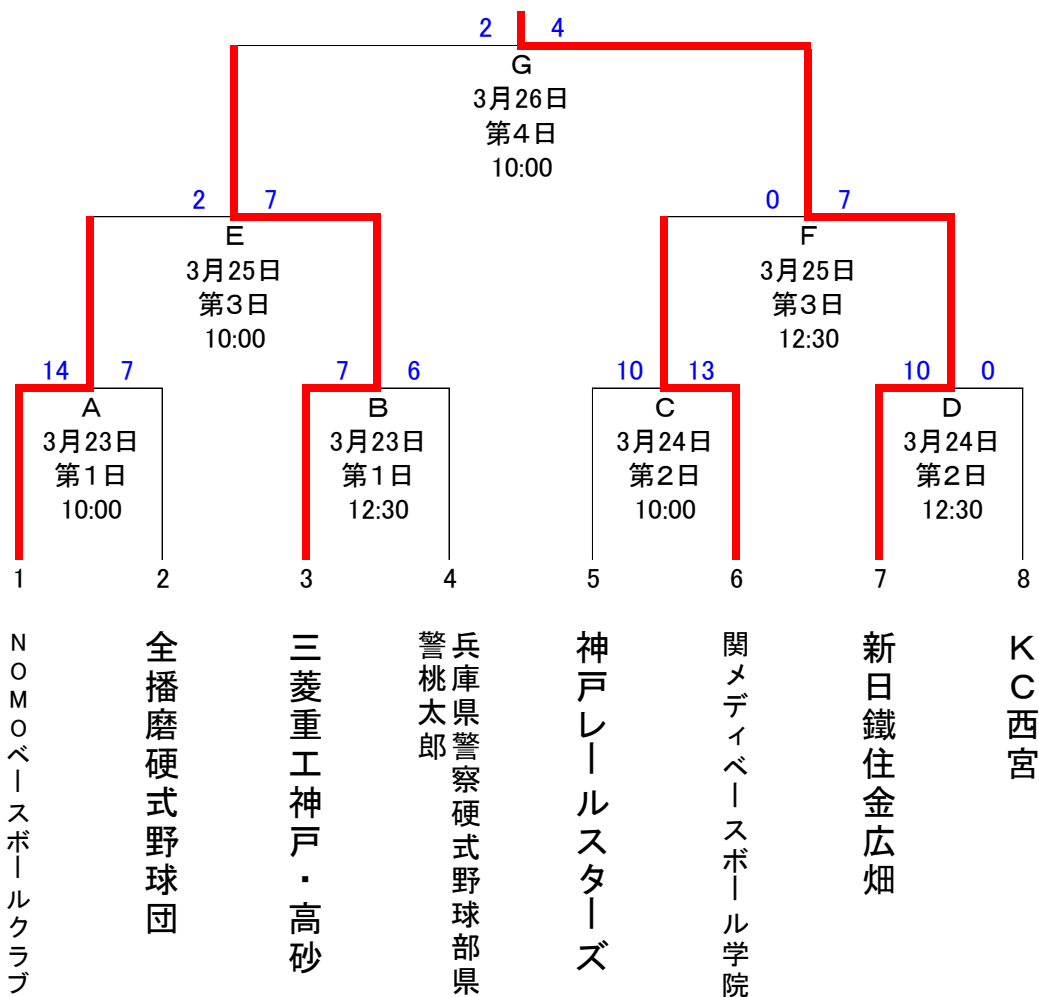 2 4
G
3月26日
第4日
10:00
2 7
E
3月25日
第3日
10:00
0 7
F
3月25日
第3日
12:30
14 7
A
3月23日
第1日
10:00
7 6
B
3月23日
第1日
12:30
10 13
C
3月24日
第2日
10:00
10 0
D
3月24日
第2日
12:30
1 2 3 4 5 6 7 8
NOMOベースボールクラブ
全播磨硬式野球団
三菱重工神戸・高砂
兵庫県警察硬式野球部県
警桃太郎
神戸レールスターズ
関メディベースボール学院
新日鐵住金広畑
KC西宮